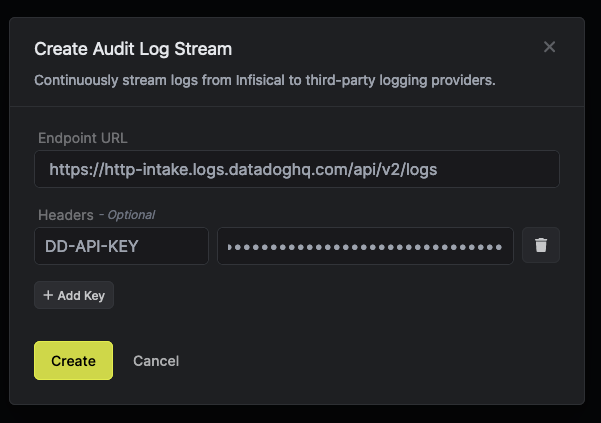 Create Audit Log Stream
Continuously stream logs from Infisical to third-party logging providers.
Endpoint URL
https://http-intake.logs.datadoghq.com/api/v2/logs
Headers - Optional
DD-API-KEY ••••••••••••••••••••••••••••••••
+ Add Key
Create Cancel